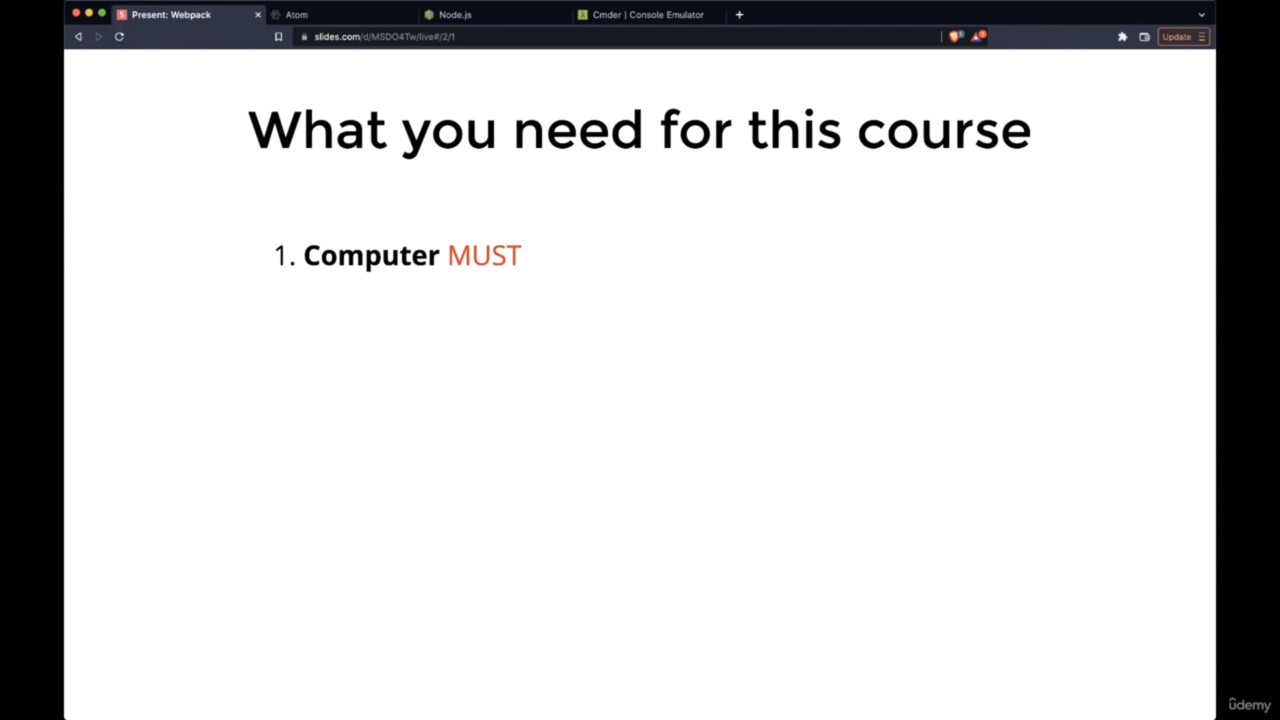 Present: Webpack
Atom
Node.js
Cmder | Console Emulator
slides.com/d/MSDO4Tw/live#/2/1
Update
What you need for this course
1. Computer MUST
ûdemy